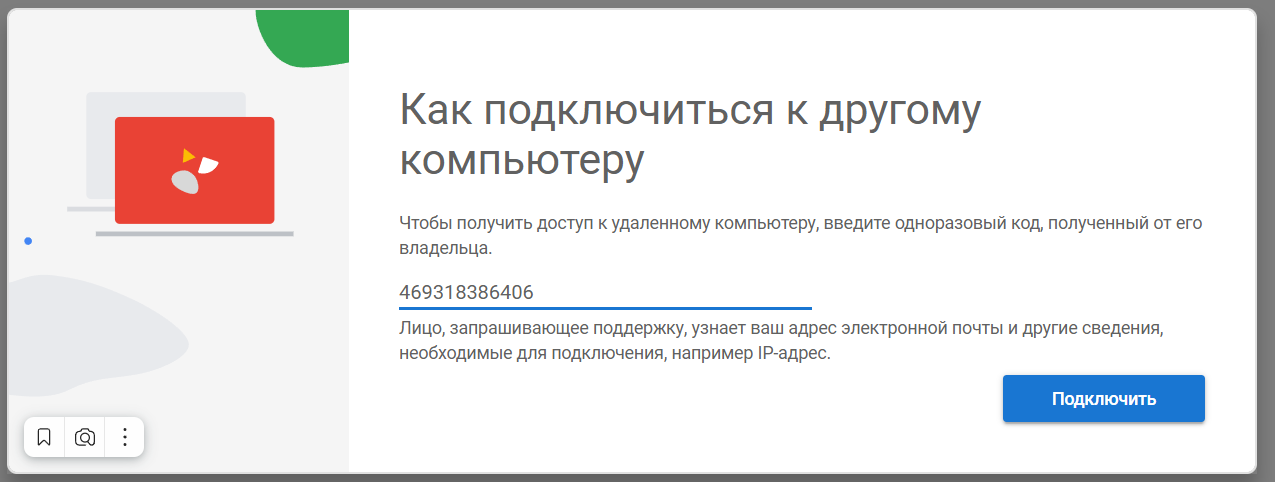 Как подключиться к другому
компьютеру
Чтобы получить доступ к удаленному компьютеру, введите одноразовый код, полученный от его
владельца.
469318386406
Лицо, запрашивающее поддержку, узнает ваш адрес электронной почты и другие сведения,
необходимые для подключения, например IP-адрес.
Подключить